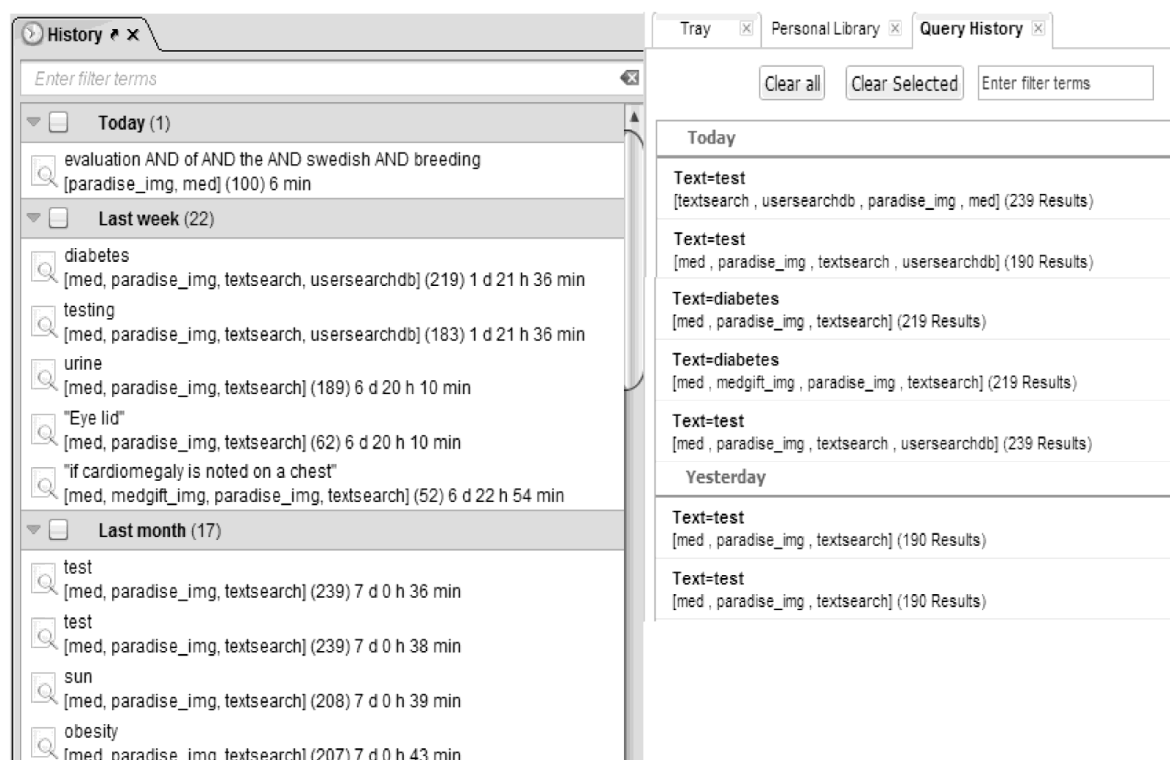 History
Enter filter terms
Today (1)
evaluation AND of AND the AND swedish AND breeding
[paradise_img, med] (100) 6 min
Last week (22)
diabetes
[med, paradise_img, textsearch, usersearchdb] (219) 1 d 21 h 36 min
testing
[med, paradise_img, textsearch, usersearchdb] (183) 1 d 21 h 36 min
urine
[med, paradise_img, textsearch] (189) 6 d 20 h 10 min
"Eye lid"
[med, paradise_img, textsearch] (62) 6 d 20 h 10 min
"if cardiomegaly is noted on a chest"
[med, medgift_img, paradise_img, textsearch] (52) 6 d 22 h 54 min
Last month (17)
test
[med, paradise_img, textsearch] (239) 7 d 0 h 36 min
test
[med, paradise_img, textsearch] (239) 7 d 0 h 38 min
sun
[med, paradise_img, textsearch] (208) 7 d 0 h 39 min
obesity
[med, paradise_img, textsearch] (207) 7 d 0 h 43 min
Tray Personal Library Query History
Clear all Clear Selected Enter filter terms
Today
Text=test
[textsearch , usersearchdb , paradise_img , med] (239 Results)
Text=test
[med , paradise_img , textsearch , usersearchdb] (190 Results)
Text=diabetes
[med , paradise_img , textsearch] (219 Results)
Text=diabetes
[med , medgift_img , paradise_img , textsearch] (219 Results)
Text=test
[med , paradise_img , textsearch , usersearchdb] (239 Results)
Yesterday
Text=test
[med , paradise_img , textsearch] (190 Results)
Text=test
[med , paradise_img , textsearch] (190 Results)